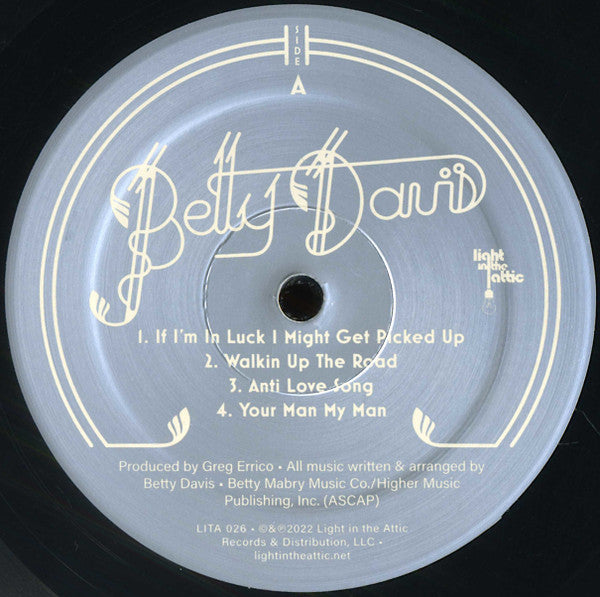 SIDE
A
Betty Davis
light
in the
attic
1. If I'm In Luck I Might Get Picked Up
2. Walkin Up The Road
3. Anti Love Song
4. Your Man My Man
Produced by Greg Errico • All music written & arranged by
Betty Davis • Betty Mabry Music Co./Higher Music
Publishing, Inc. (ASCAP)
LITA 026 • ©&℗2022 Light in the Attic
Records & Distribution, LLC •
lightintheattic.net